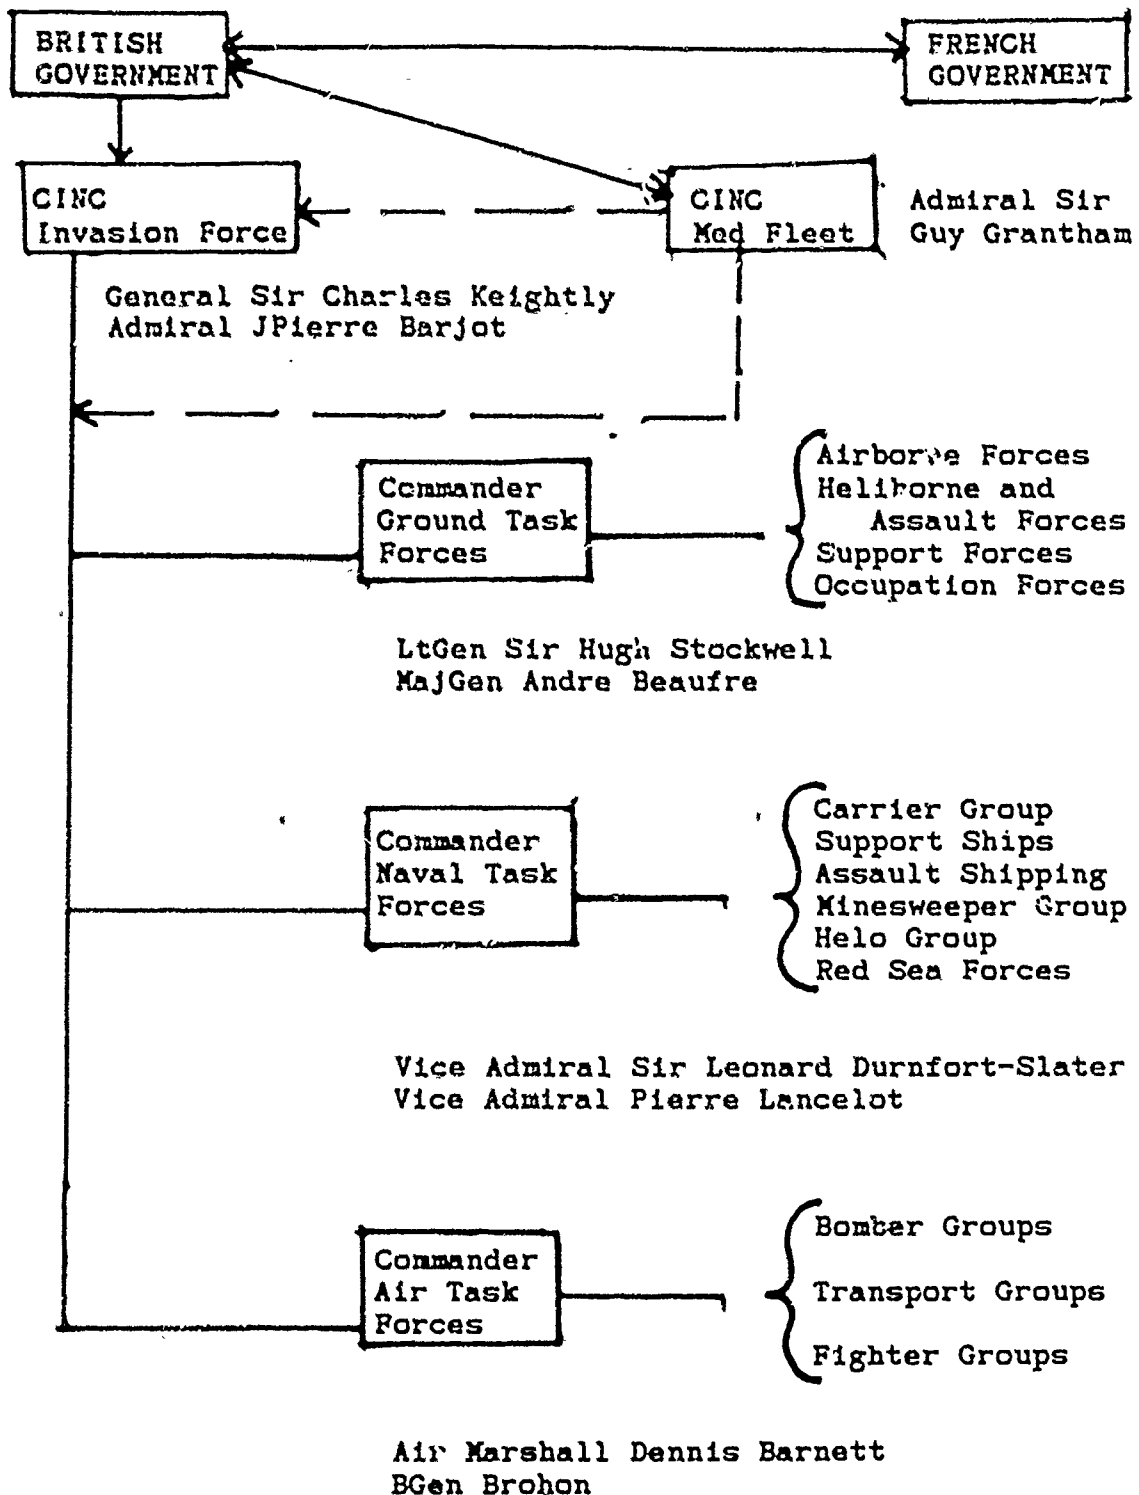 BRITISH
GOVERNMENT
FRENCH
GOVERNMENT
CINC
Invasion Force
CINC
Med Fleet
Admiral Sir
Guy Grantham
General Sir Charles Keightly
Admiral JPierre Barjot
Commander
Ground Task
Forces
Airborne Forces
Heliborne and
Assault Forces
Support Forces
Occupation Forces
LtGen Sir Hugh Stockwell
MajGen Andre Beaufre
Commander
Naval Task
Forces
Carrier Group
Support Ships
Assault Shipping
Minesweeper Group
Helo Group
Red Sea Forces
Vice Admiral Sir Leonard Durnfort-Slater
Vice Admiral Pierre Lancelot
Commander
Air Task
Forces
Bomber Groups
Transport Groups
Fighter Groups
Air Marshall Dennis Barnett
BGen Brohon